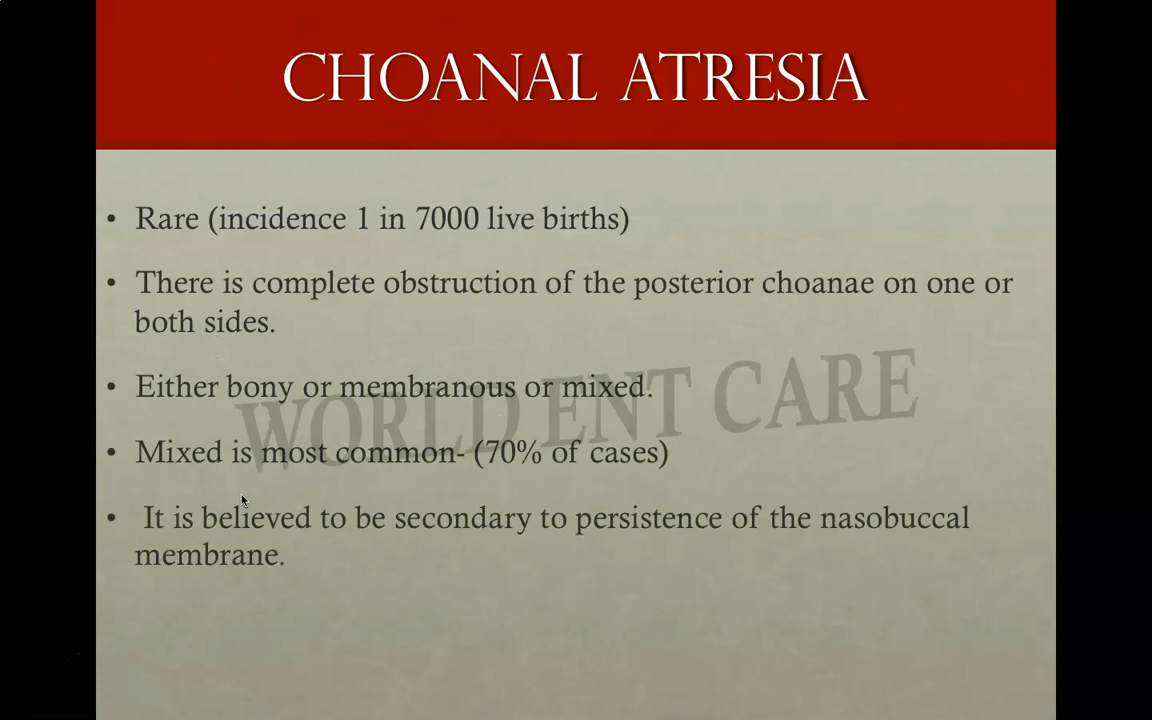 CHOANAL ATRESIA
• Rare (incidence 1 in 7000 live births)
• There is complete obstruction of the posterior choanae on one or
both sides.
• Either bony or membranous or mixed.
WORLD ENT CARE
• Mixed is most common- (70% of cases)
• It is believed to be secondary to persistence of the nasobuccal
membrane.